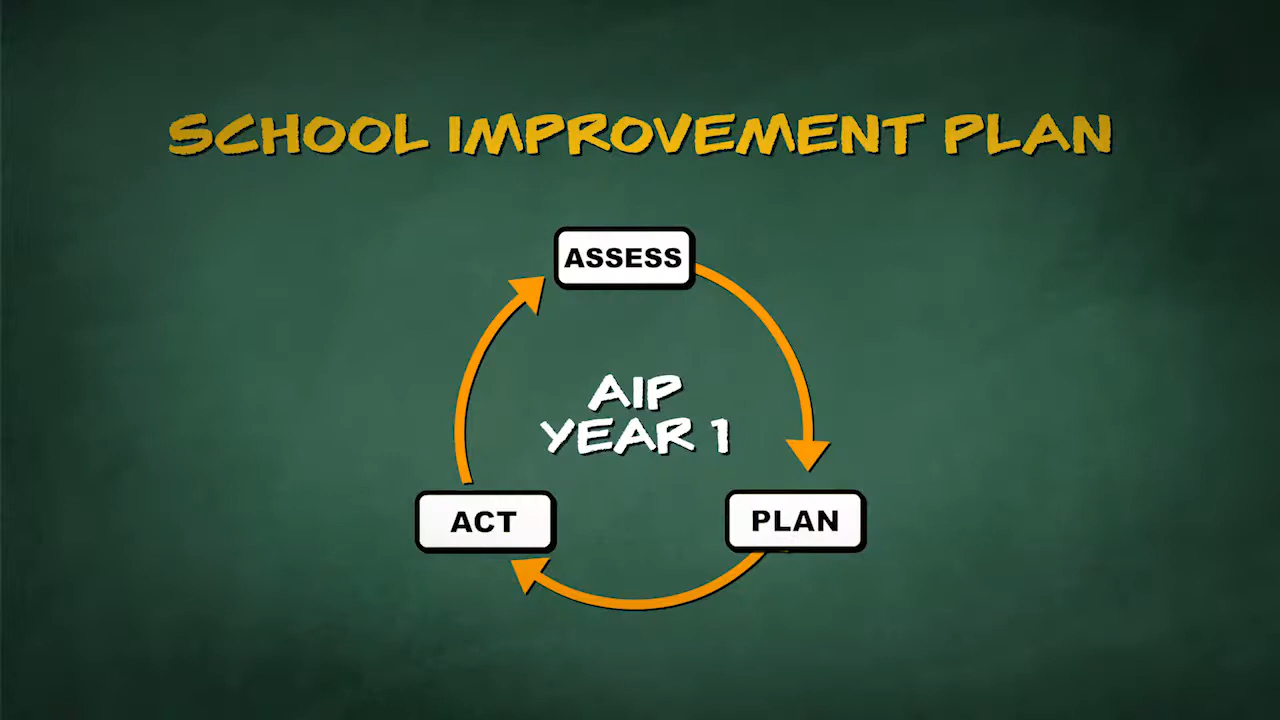 SCHOOL IMPROVEMENT PLAN
ASSESS
AIP
YEAR 1
ACT
PLAN